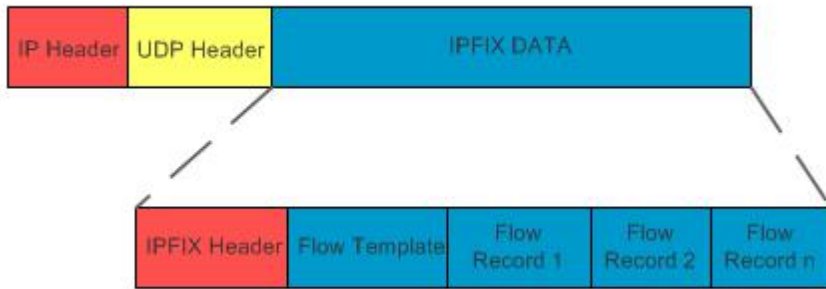 IP Header UDP Header IPFIX DATA
IPFIX Header Flow Template Flow Record 1 Flow Record 2 Flow Record n